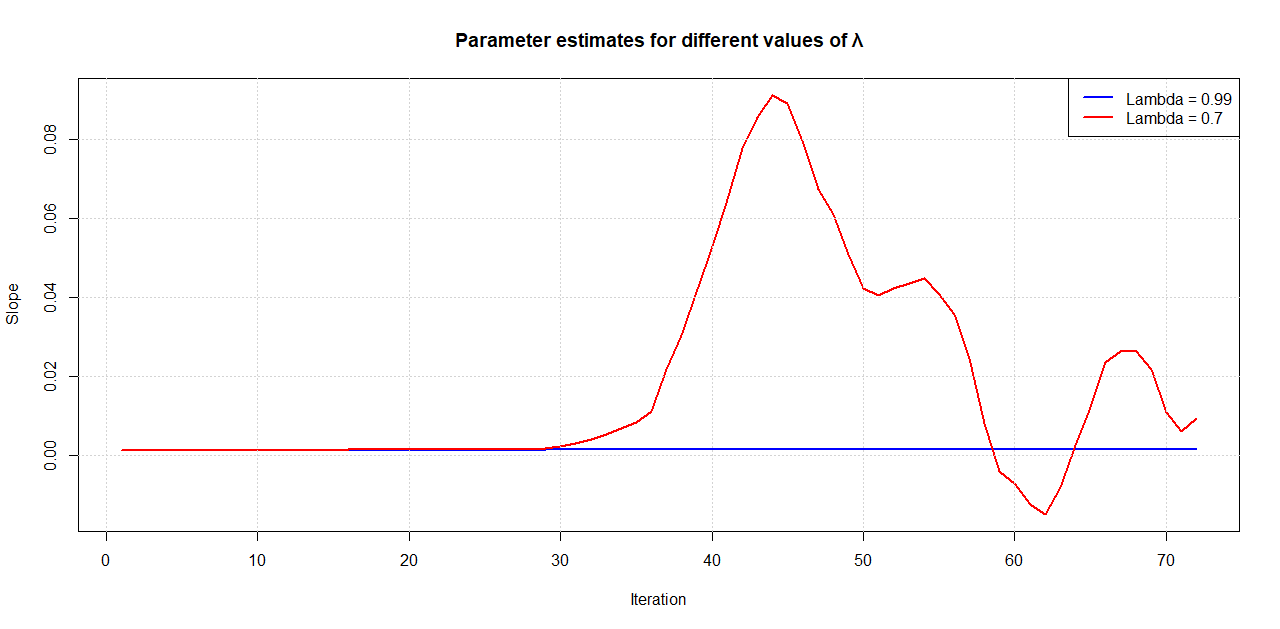 Parameter estimates for different values of λ
Lambda = 0.99
Lambda = 0.7
Slope
0.08
0.06
0.04
0.02
0.00
0 10 20 30 40 50 60 70
Iteration